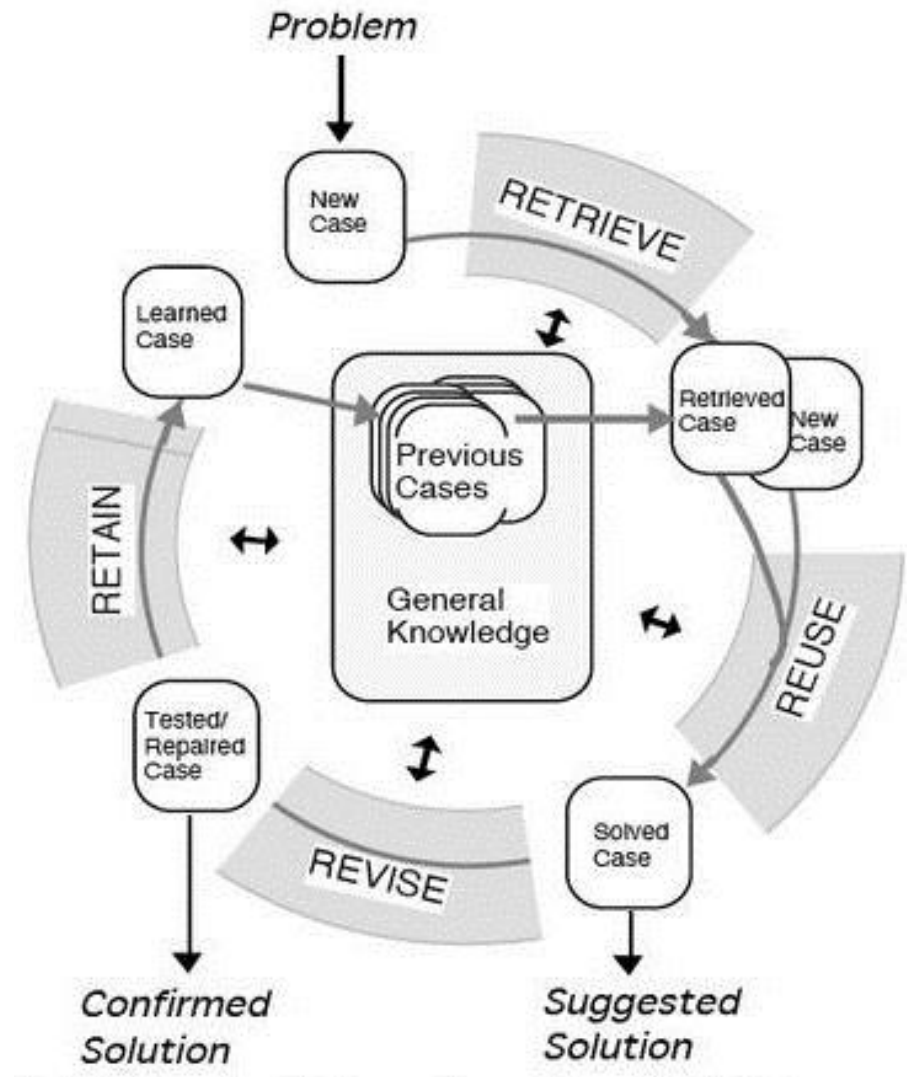 Problem
New
Case
RETRIEVE
Learned
Case
Retrieved
Case
New
Case
Previous
Cases
RETAIN
General
Knowledge
REUSE
Tested/
Repaired
Case
Solved
Case
REVISE
Confirmed
Solution
Suggested
Solution